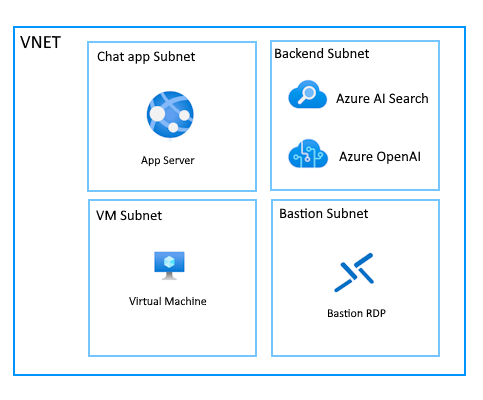 VNET
Chat app Subnet
App Server
Backend Subnet
Azure AI Search
Azure OpenAI
VM Subnet
Virtual Machine
Bastion Subnet
Bastion RDP